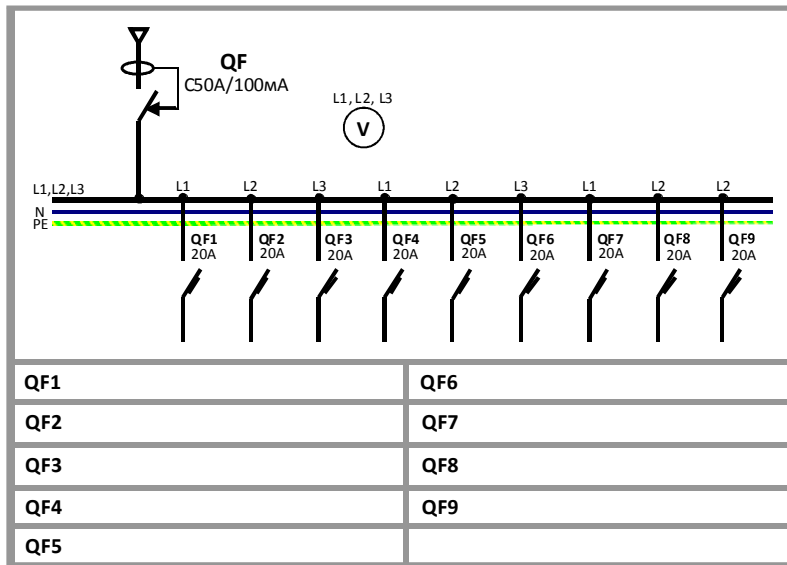 QF
C50A/100мА
L1, L2, L3
V
L1,L2,L3 L1 L2 L3 L1 L2 L3 L1 L2 L2
N
PE
QF1 QF2 QF3 QF4 QF5 QF6 QF7 QF8 QF9
20A 20A 20A 20A 20A 20A 20A 20A 20A
QF1 QF6
QF2 QF7
QF3 QF8
QF4 QF9
QF5